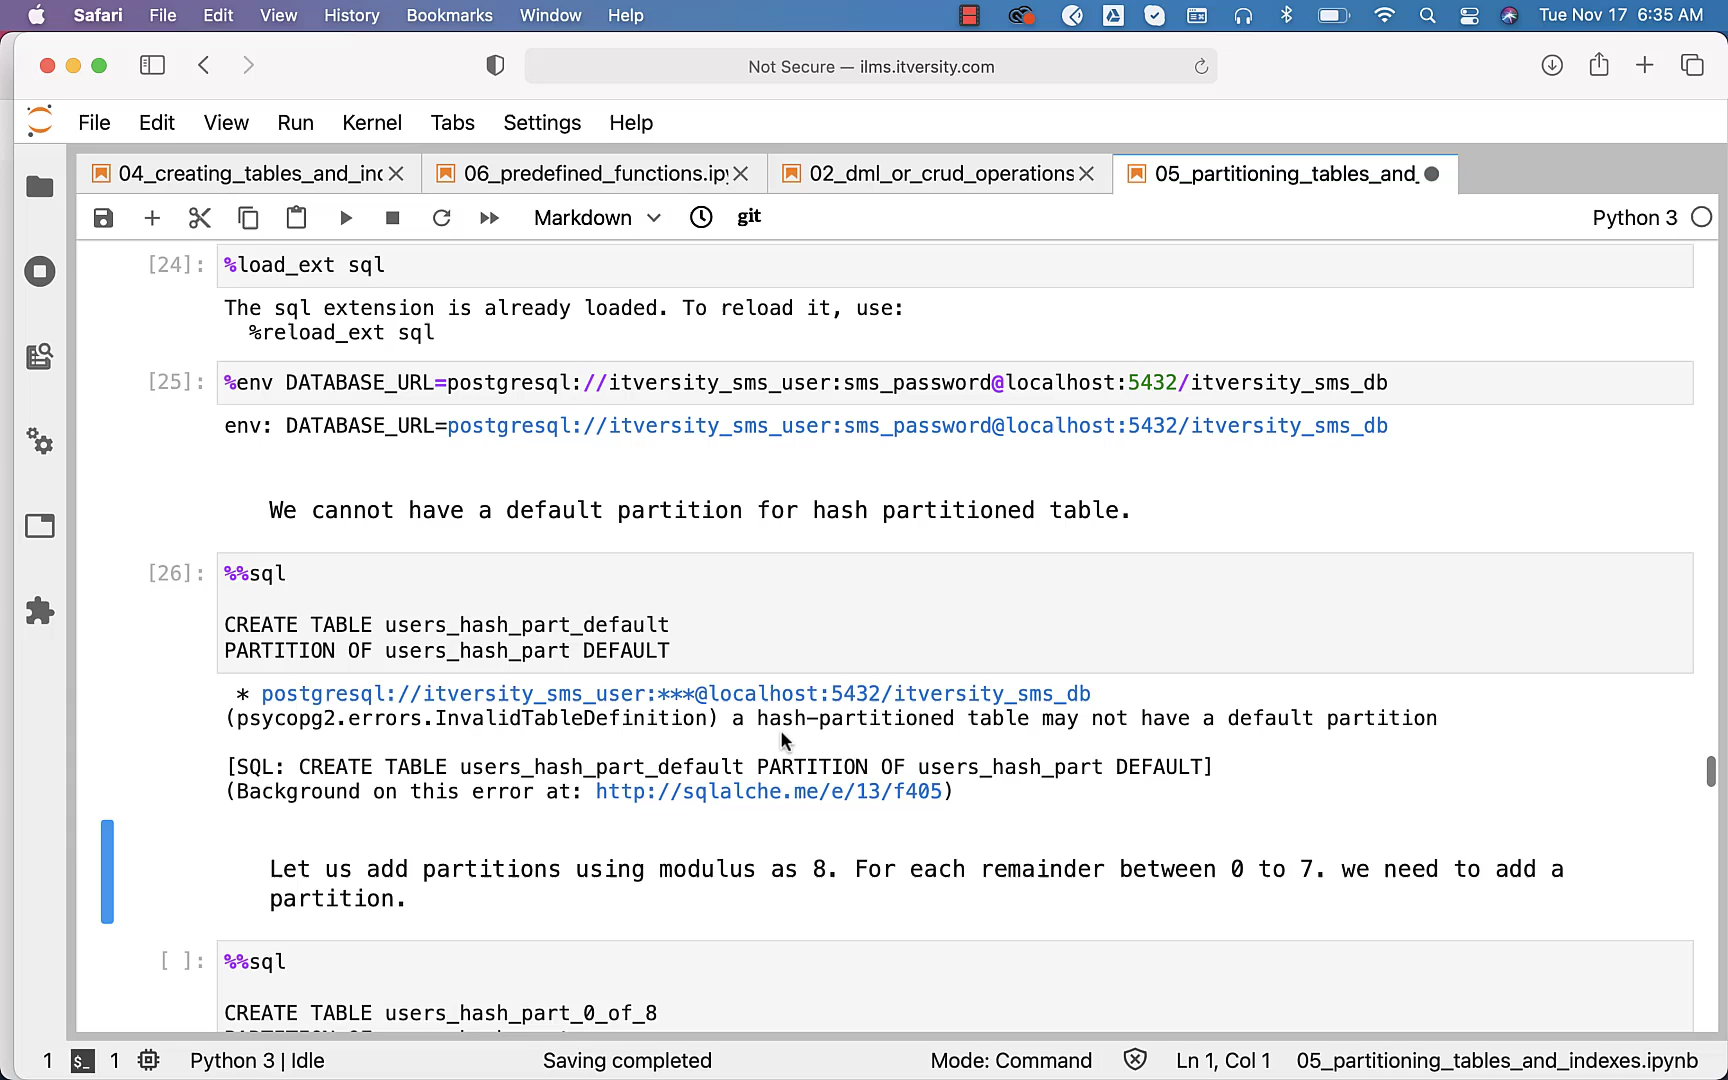 Safari File Edit View History Bookmarks Window Help Tue Nov 17 6:35 AM
Not Secure — ilms.itversity.com
File Edit View Run Kernel Tabs Settings Help
04_creating_tables_and_inc 06_predefined_functions.ipy 02_dml_or_crud_operations 05_partitioning_tables_and_
Markdown git Python 3
[24]: %load_ext sql
The sql extension is already loaded. To reload it, use:
%reload_ext sql
[25]: %env DATABASE_URL=postgresql://itversity_sms_user:sms_password@localhost:5432/itversity_sms_db
env: DATABASE_URL=postgresql://itversity_sms_user:sms_password@localhost:5432/itversity_sms_db
We cannot have a default partition for hash partitioned table.
[26]: %%sql
CREATE TABLE users_hash_part_default
PARTITION OF users_hash_part DEFAULT
* postgresql://itversity_sms_user:***@localhost:5432/itversity_sms_db
(psycopg2.errors.InvalidTableDefinition) a hash-partitioned table may not have a default partition
[SQL: CREATE TABLE users_hash_part_default PARTITION OF users_hash_part DEFAULT]
(Background on this error at: http://sqlalche.me/e/13/f405)
Let us add partitions using modulus as 8. For each remainder between 0 to 7. we need to add a
partition.
[ ]: %%sql
CREATE TABLE users_hash_part_0_of_8
1 $_ 1 Python 3 | Idle Saving completed Mode: Command Ln 1, Col 1 05_partitioning_tables_and_indexes.ipynb